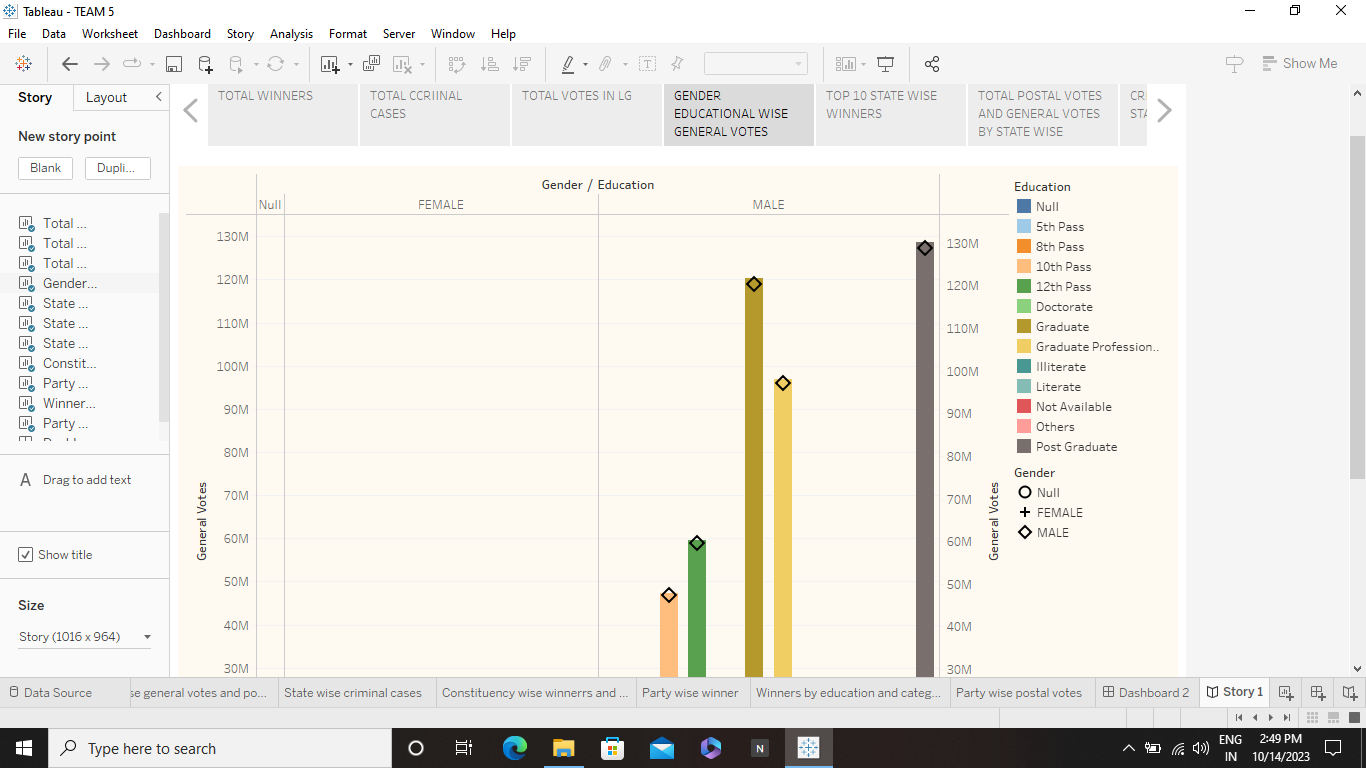 Tableau - TEAM 5
File Data Worksheet Dashboard Story Analysis Format Server Window Help
Show Me
Story Layout
New story point
Blank Dupli...
Total ...
Total ...
Total ...
Gender...
State ...
State ...
State ...
Constit...
Party ...
Winner...
Party ...
A Drag to add text
Show title
Size
Story (1016 x 964)
TOTAL WINNERS
TOTAL CCRIINAL
CASES
TOTAL VOTES IN LG
GENDER
EDUCATIONAL WISE
GENERAL VOTES
TOP 10 STATE WISE
WINNERS
TOTAL POSTAL VOTES
AND GENERAL VOTES
BY STATE WISE
CR
STA
Gender / Education
Null FEMALE MALE
130M
120M
110M
100M
90M
80M
70M
60M
50M
40M
30M
General Votes
130M
120M
110M
100M
90M
80M
70M
60M
50M
40M
30M
General Votes
Education
Null
5th Pass
8th Pass
10th Pass
12th Pass
Doctorate
Graduate
Graduate Profession..
Illiterate
Literate
Not Available
Others
Post Graduate
Gender
Null
FEMALE
MALE
Data Source se general votes and po... State wise criminal cases Constituency wise winnerrs and ... Party wise winner Winners by education and categ... Party wise postal votes Dashboard 2 Story 1
Type here to search
N
ENG
IN
2:49 PM
10/14/2023